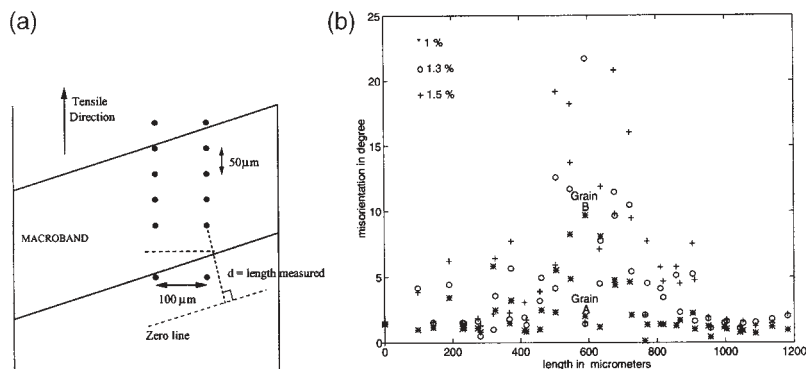 (a)
Tensile
Direction
50μm
MACROBAND
d = length measured
100 μm
Zero line
(b)
25
20
15
10
5
0
misorientation in degree
* 1 %
o 1.3 %
+ 1.5 %
Grain
B
Grain
A
0 200 400 600 800 1000 1200
length in micrometers